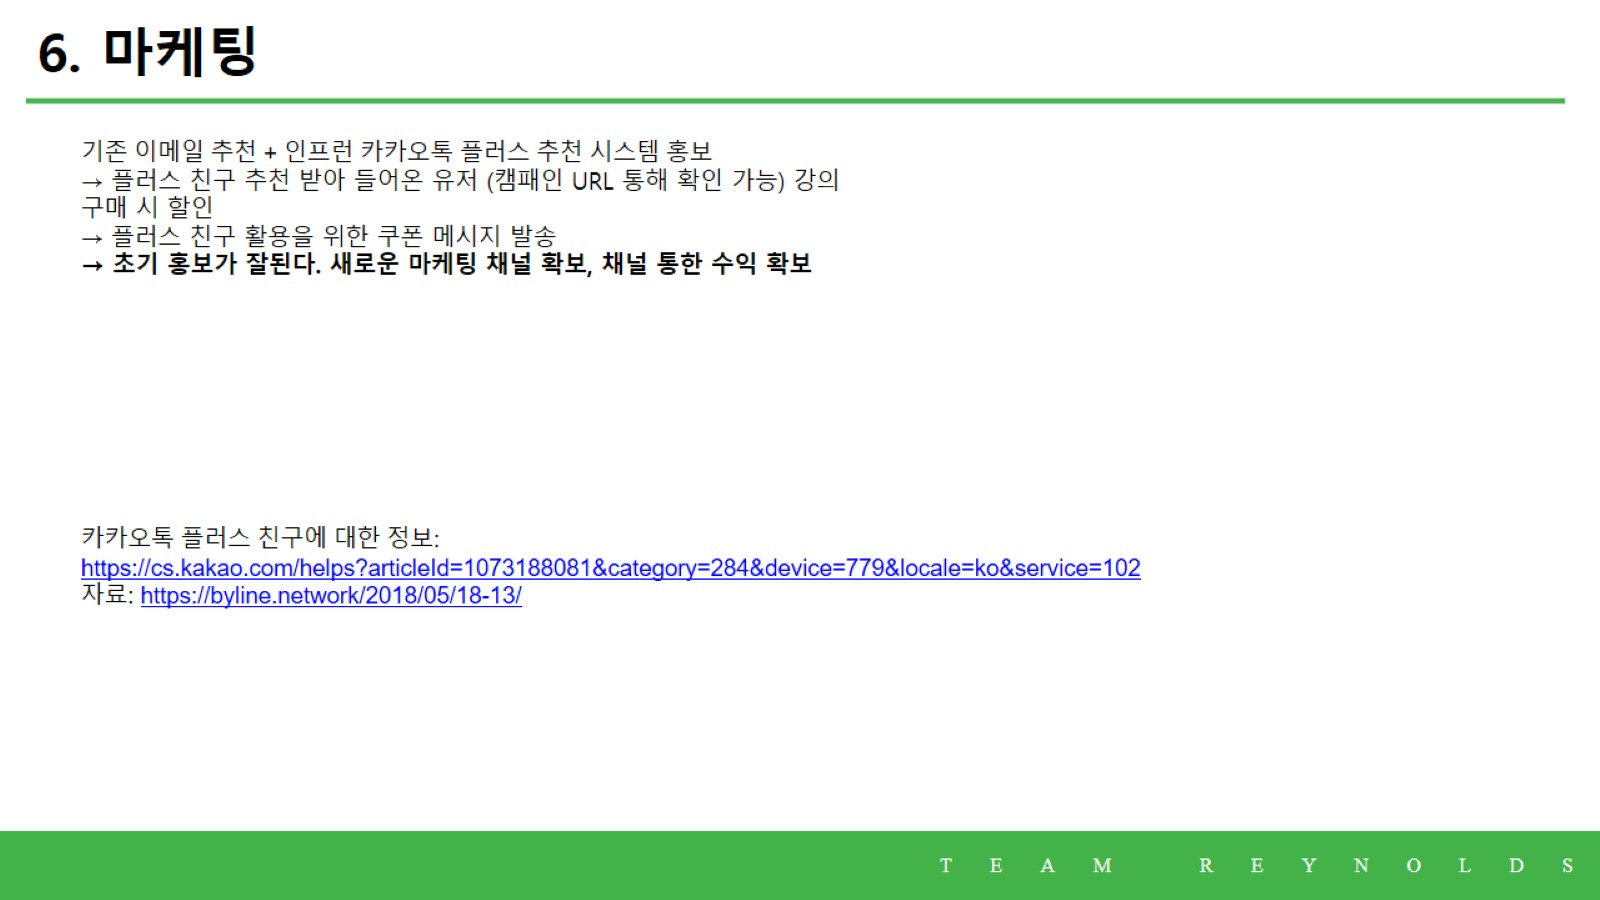 6. 마케팅
기존 이메일 추천 + 인프런 카카오톡 플러스 추천 시스템 홍보
→ 플러스 친구 추천 받아 들어온 유저 (캠패인 URL 통해 확인 가능) 강의
구매 시 할인
→ 플러스 친구 활용을 위한 쿠폰 메시지 발송
→ 초기 홍보가 잘된다. 새로운 마케팅 채널 확보, 채널 통한 수익 확보
카카오톡 플러스 친구에 대한 정보:
https://cs.kakao.com/helps?articleId=1073188081&category=284&device=779&locale=ko&service=102
자료: https://byline.network/2018/05/18-13/
TEAM REYNOLDS